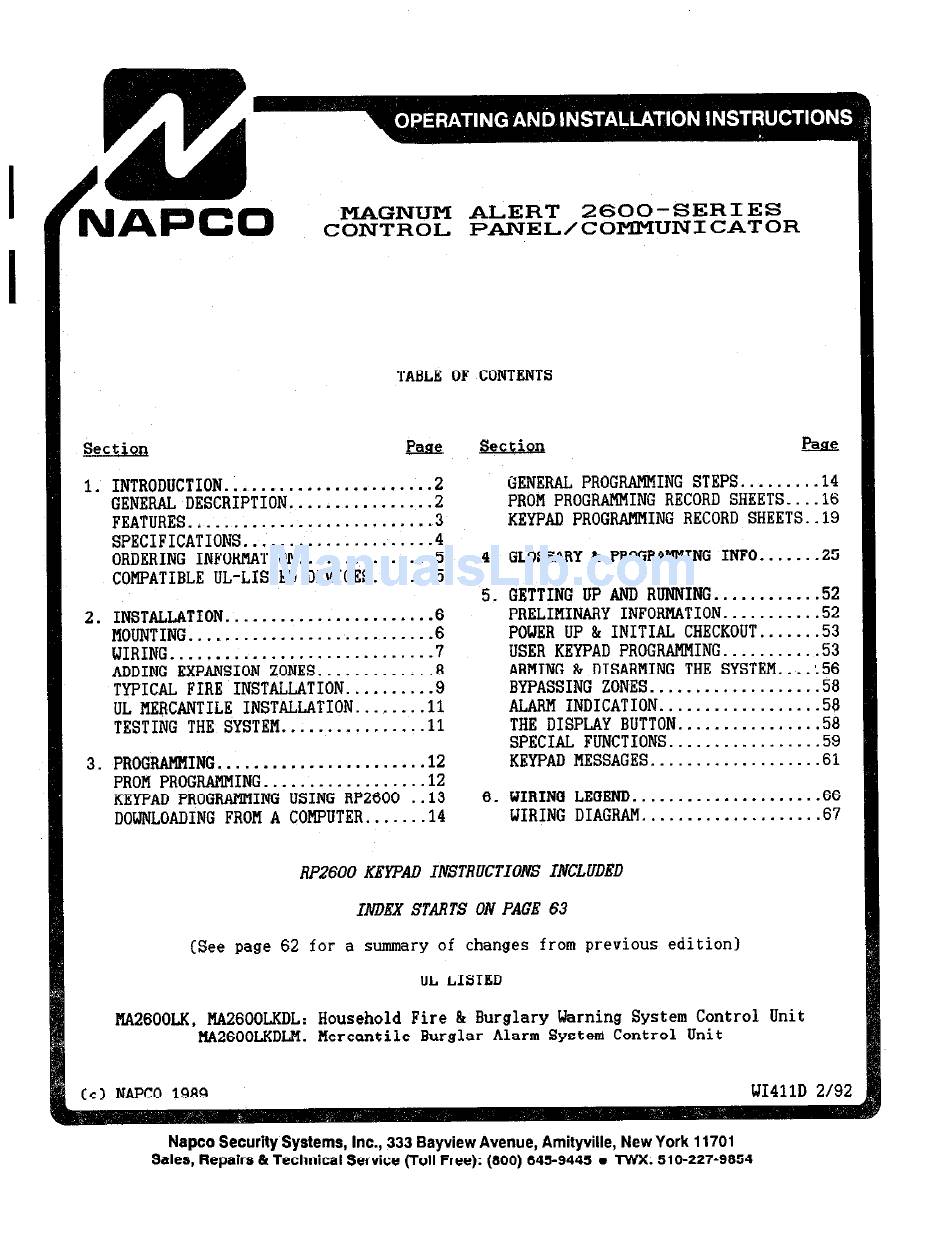 OPERATING AND INSTALLATION INSTRUCTIONS
NAPCO
MAGNUM ALERT 2600-SERIES
CONTROL PANEL/COMMUNICATOR
TABLE OF CONTENTS
Section Page
1. INTRODUCTION.......................2
GENERAL DESCRIPTION................2
FEATURES...........................3
SPECIFICATIONS.....................4
ORDERING INFORMATION...............5
COMPATIBLE UL-LISTED DEVICES.......5
2. INSTALLATION.......................6
MOUNTING...........................6
WIRING.............................7
ADDING EXPANSION ZONES.............8
TYPICAL FIRE INSTALLATION..........9
UL MERCANTILE INSTALLATION........11
TESTING THE SYSTEM................11
3. PROGRAMMING.......................12
PROM PROGRAMMING..................12
KEYPAD PROGRAMMING USING RP2600 ..13
DOWNLOADING FROM A COMPUTER.......14
Section Page
GENERAL PROGRAMMING STEPS.........14
PROM PROGRAMMING RECORD SHEETS....16
KEYPAD PROGRAMMING RECORD SHEETS..19
4. GLOSSARY & PROGRAMMING INFO.......25
5. GETTING UP AND RUNNING............52
PRELIMINARY INFORMATION...........52
POWER UP & INITIAL CHECKOUT.......53
USER KEYPAD PROGRAMMING...........53
ARMING & DISARMING THE SYSTEM.....56
BYPASSING ZONES...................58
ALARM INDICATION..................58
THE DISPLAY BUTTON................58
SPECIAL FUNCTIONS.................59
KEYPAD MESSAGES...................61
6. WIRING LEGEND.....................66
WIRING DIAGRAM....................67
ManualsLib.com
RP2600 KEYPAD INSTRUCTIONS INCLUDED
INDEX STARTS ON PAGE 63
(See page 62 for a summary of changes from previous edition)
UL LISTED
MA2600LK, MA2600LKDL: Household Fire & Burglary Warning System Control Unit
MA2600LKDLM. Mercantile Burglar Alarm System Control Unit
(c) NAPCO 1989 WI411D 2/92
Napco Security Systems, Inc., 333 Bayview Avenue, Amityville, New York 11701
Sales, Repairs & Technical Service (Toll Free): (800) 645-9445 • TWX: 510-227-9854